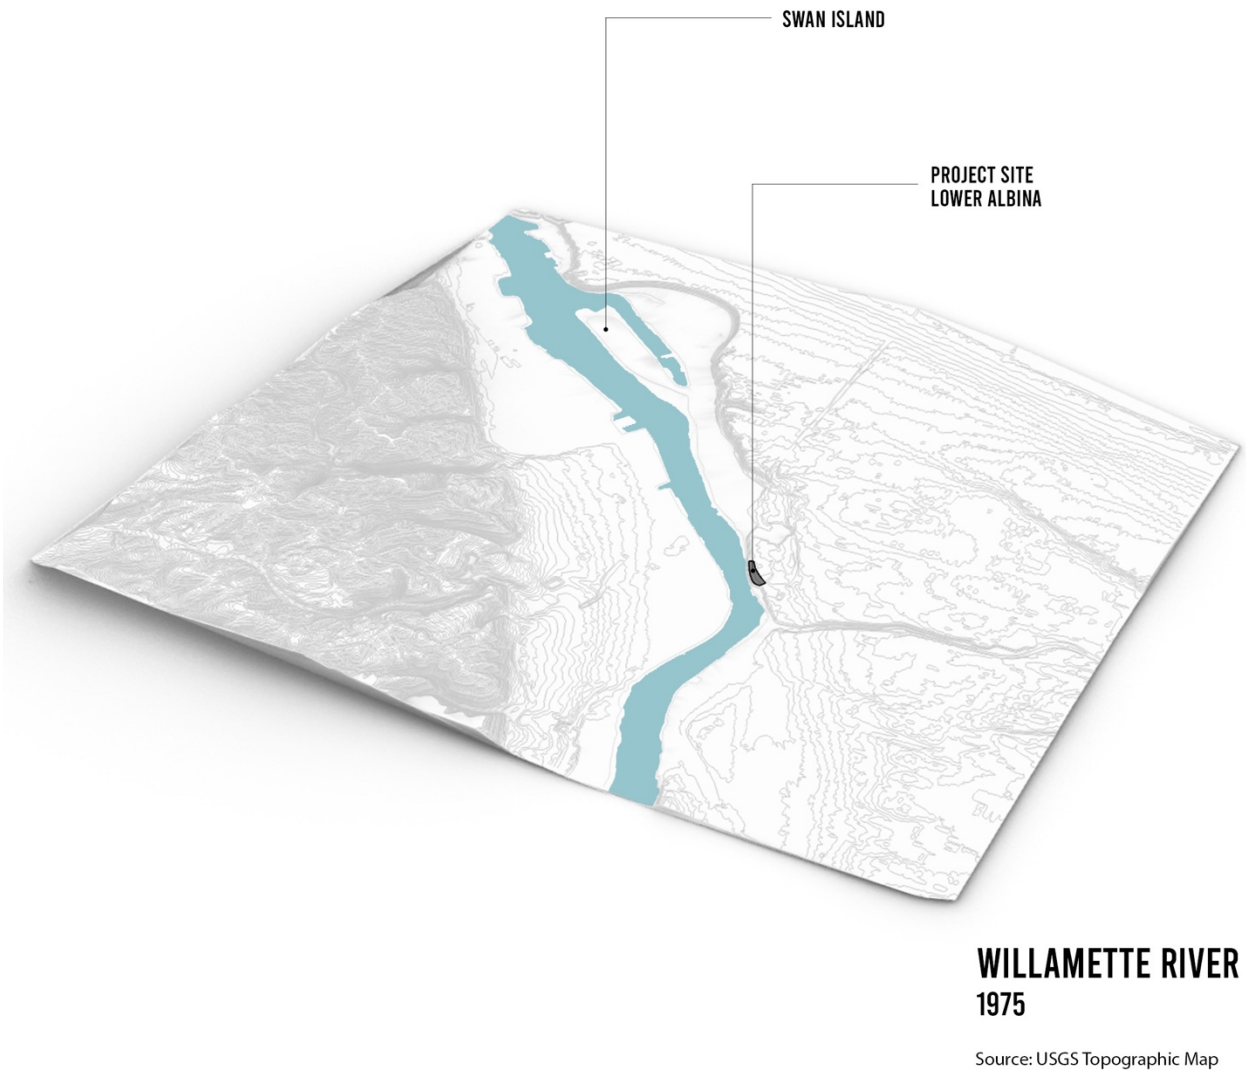 SWAN ISLAND
PROJECT SITE
LOWER ALBINA
WILLAMETTE RIVER
1975
Source: USGS Topographic Map